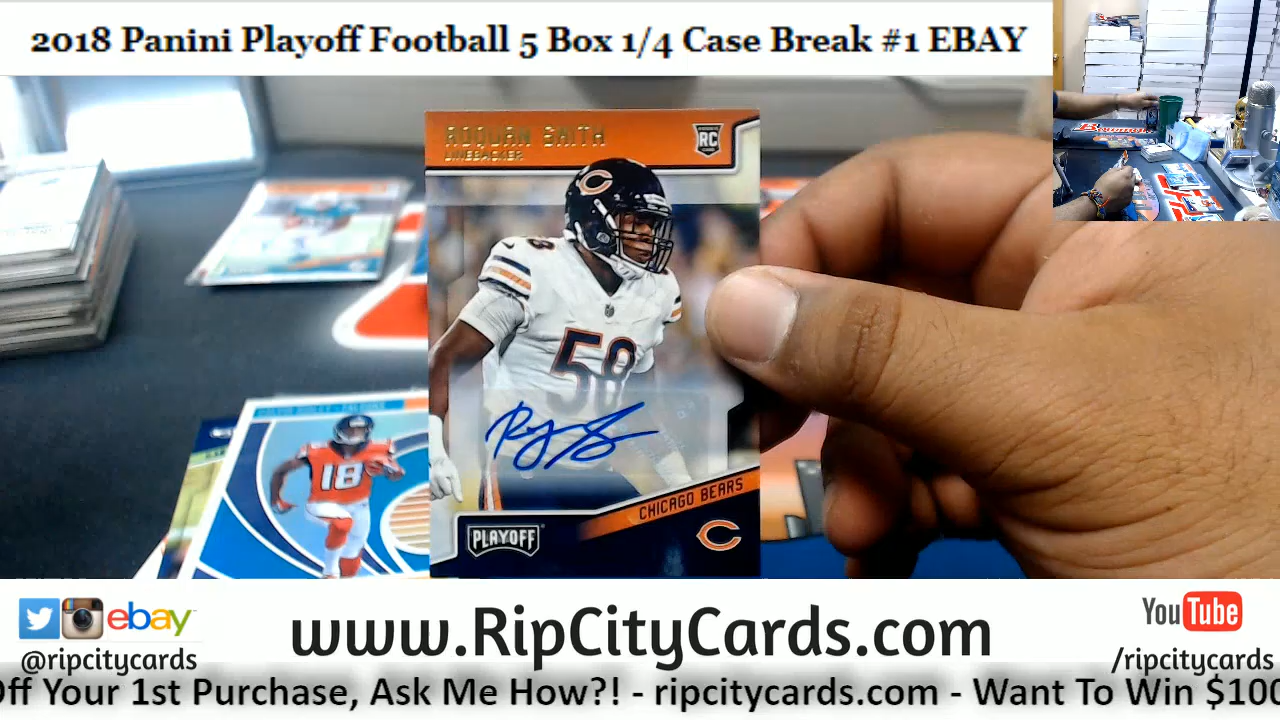 2018 Panini Playoff Football 5 Box 1/4 Case Break #1 EBAY
ROQUAN SMITH
LINEBACKER
RC
58
CHICAGO BEARS
PLAYOFF
18
ebay
@ripcitycards
www.RipCityCards.com
YouTube
/ripcitycards
Off Your 1st Purchase, Ask Me How?! - ripcitycards.com - Want To Win $100